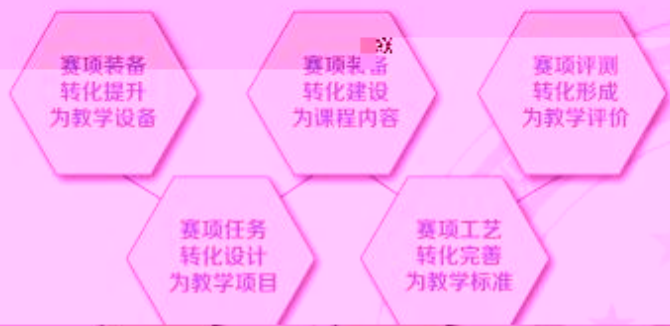 赛项装备
转化提升
为教学设备
赛项装备
转化建设
为课程内容
赛项评测
转化形成
为教学评价
赛项任务
转化设计
为教学项目
赛项工艺
转化完善
为教学标准